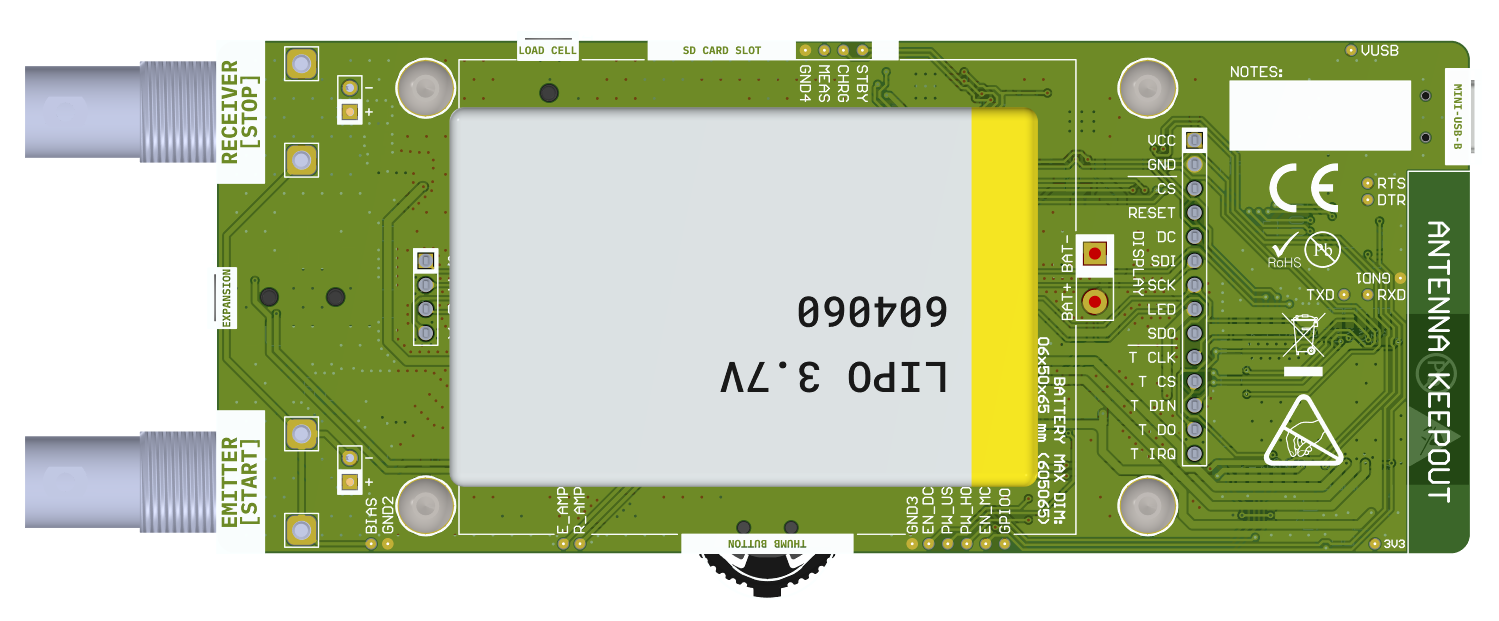 LOAD CELL
SD CARD SLOT
GND4
MEAS
CHRG
STBY
VUSB
NOTES:
MINI-USB-B
RECEIVER
[STOP]
-
+
VCC
GND
CS
RESET
DC
SDI
SCK
LED
SDO
T CLK
T CS
T DIN
T DO
T IRQ
DISPLAY
BAT-
BAT+
CE
RTS
DTR
RoHS
Pb
GND1
TXD
RXD
ANTENNA KEEPOUT
EXPANSION
604060
LIPO 3.7V
BATTERY MAX DIM:
06x50x65 mm (605065)
EMITTER
[START]
-
+
BIAS
GND2
E_AMP
R_AMP
THUMB BUTTON
GND3
EN_DC
PW_US
PW_HO
EN_MC
GPIO0
3V3